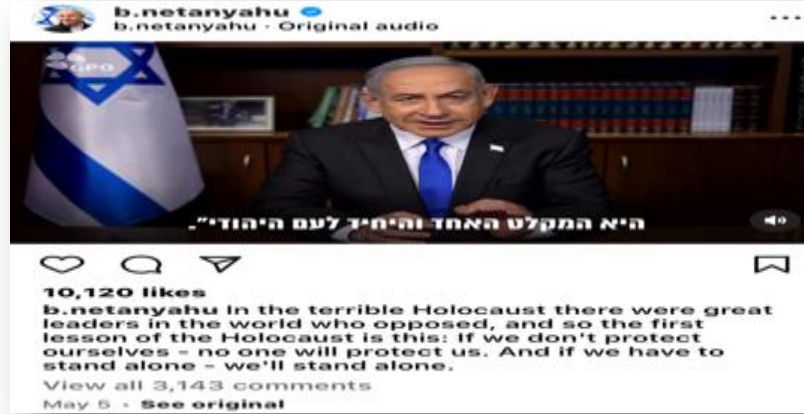 b.netanyahu
b.netanyahu · Original audio
GPO
היא המקלט האחד והיחיד לעם היהודי".
10,120 likes
b.netanyahu In the terrible Holocaust there were great
leaders in the world who opposed, and so the first
lesson of the Holocaust is this: If we don't protect
ourselves - no one will protect us. And if we have to
stand alone - we'll stand alone.
View all 3,143 comments
May 5 · See original